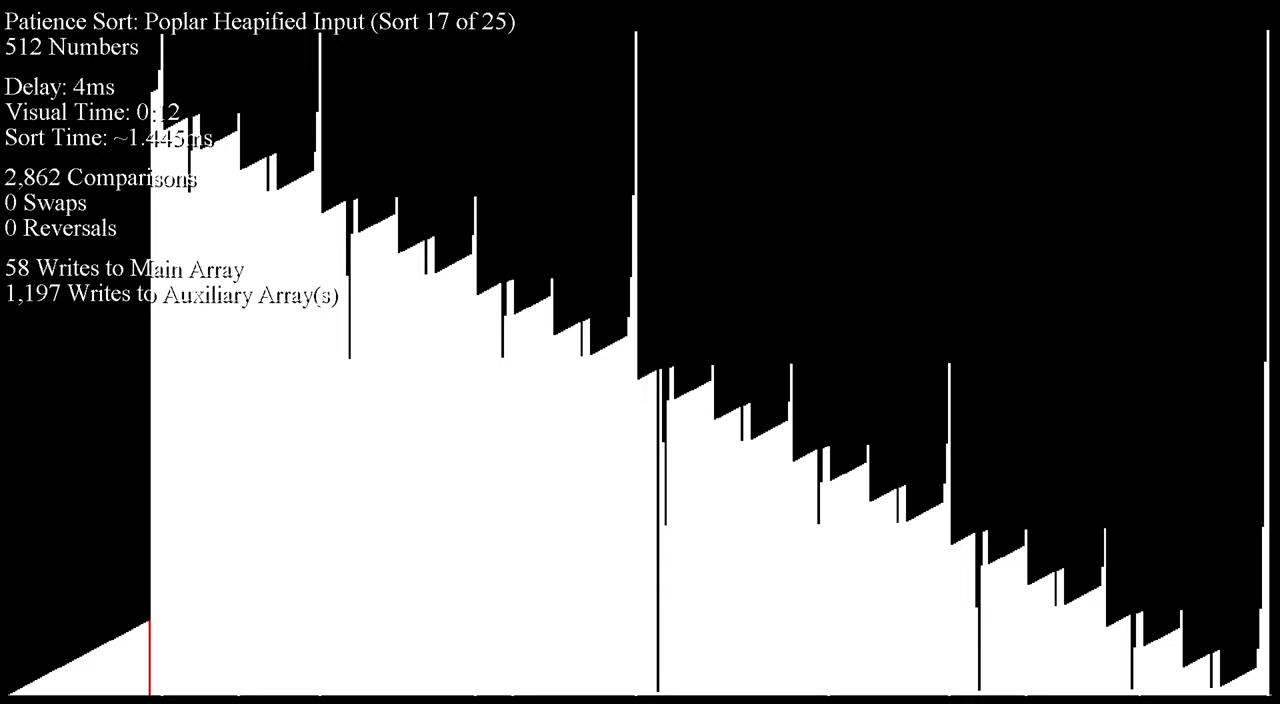 Patience Sort: Poplar Heapified Input (Sort 17 of 25)
512 Numbers
Delay: 4ms
Visual Time: 0:12
Sort Time: ~1.445ms
2,862 Comparisons
0 Swaps
0 Reversals
58 Writes to Main Array
1,197 Writes to Auxiliary Array(s)